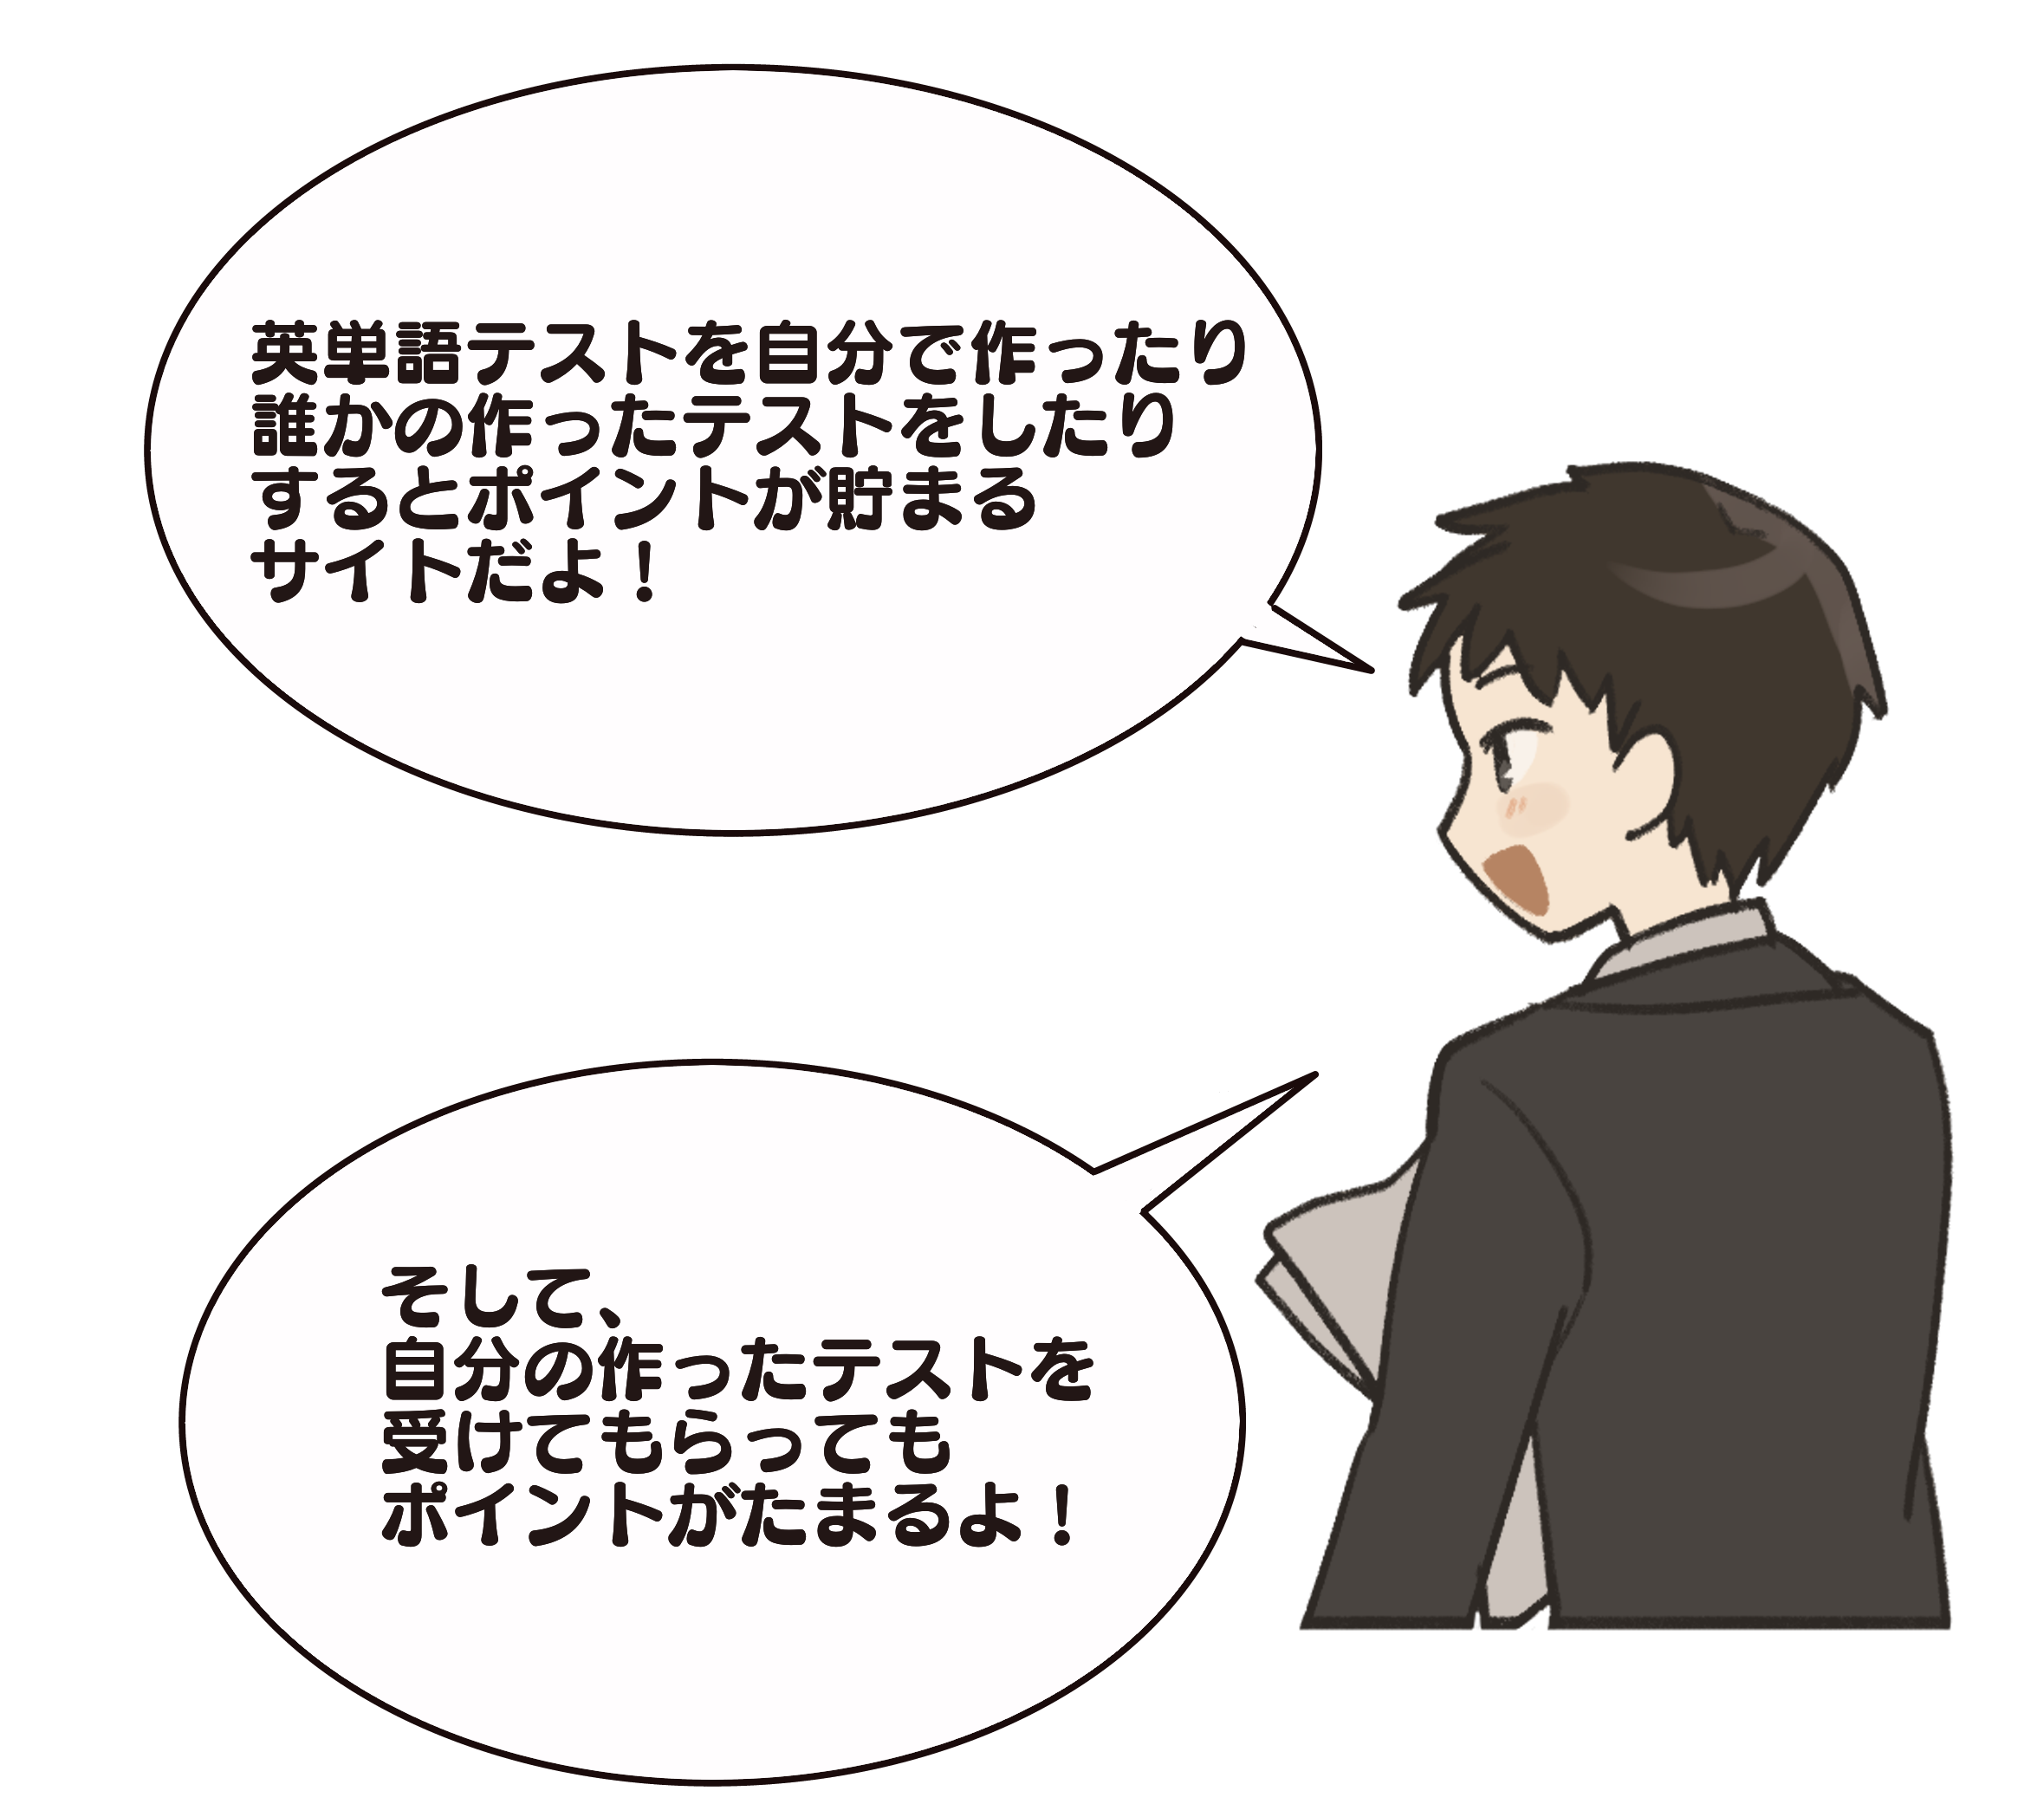 英単語テストを自分で作ったり
誰かの作ったテストをしたり
するとポイントが貯まる
サイトだよ！
そして、
自分の作ったテストを
受けてもらっても
ポイントがたまるよ！